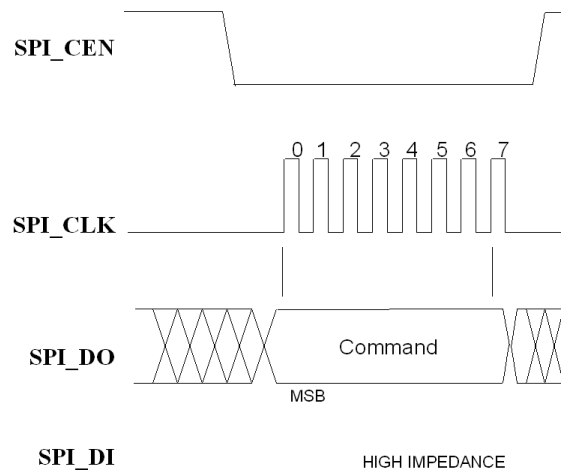 SPI_CEN
0 1 2 3 4 5 6 7
SPI_CLK
SPI_DO
Command
MSB
SPI_DI
HIGH IMPEDANCE